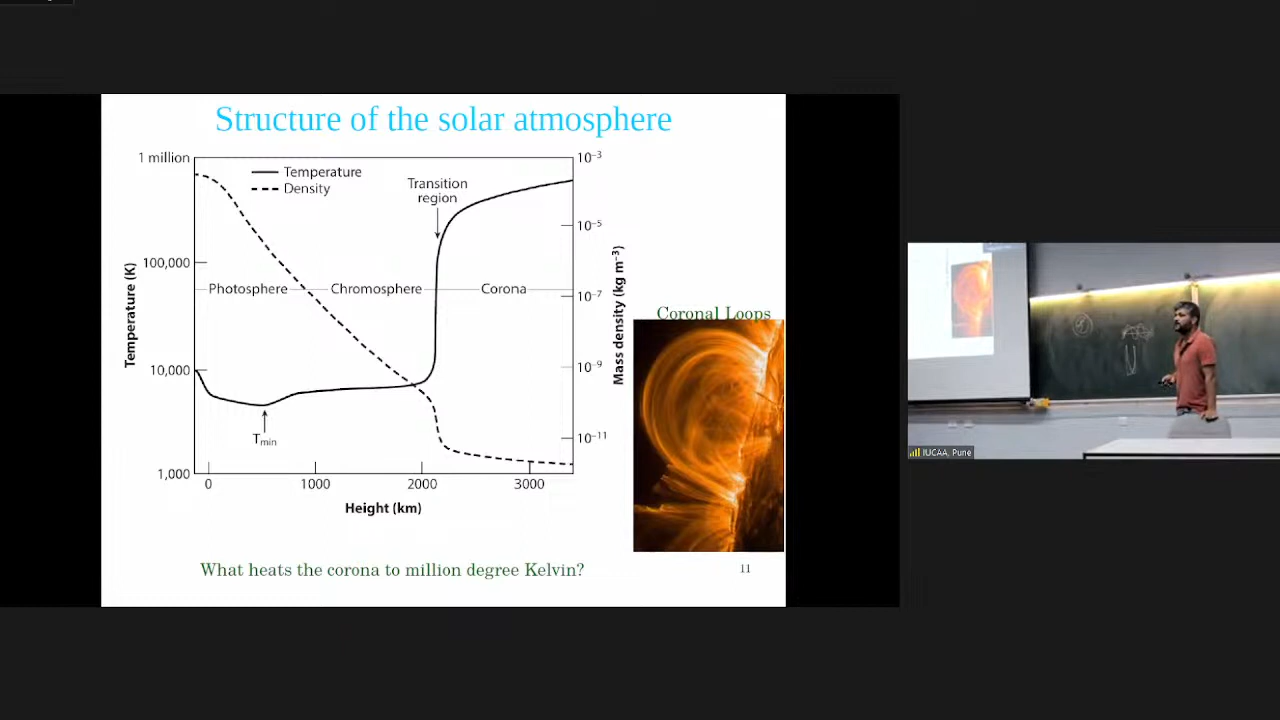 Structure of the solar atmosphere
1 million
100,000
10,000
1,000
Temperature (K)
Temperature
Density
Transition
region
Photosphere
Chromosphere
Corona
Tmin
0
1000
2000
3000
Height (km)
10⁻³
10⁻⁵
10⁻⁷
10⁻⁹
10⁻¹¹
Mass density (kg m⁻³)
Coronal Loops
What heats the corona to million degree Kelvin?
11
IUCAA, Pune